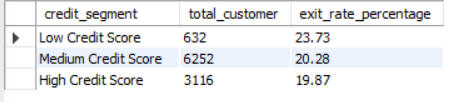 credit_segment total_customer exit_rate_percentage
Low Credit Score 632 23.73
Medium Credit Score 6252 20.28
High Credit Score 3116 19.87